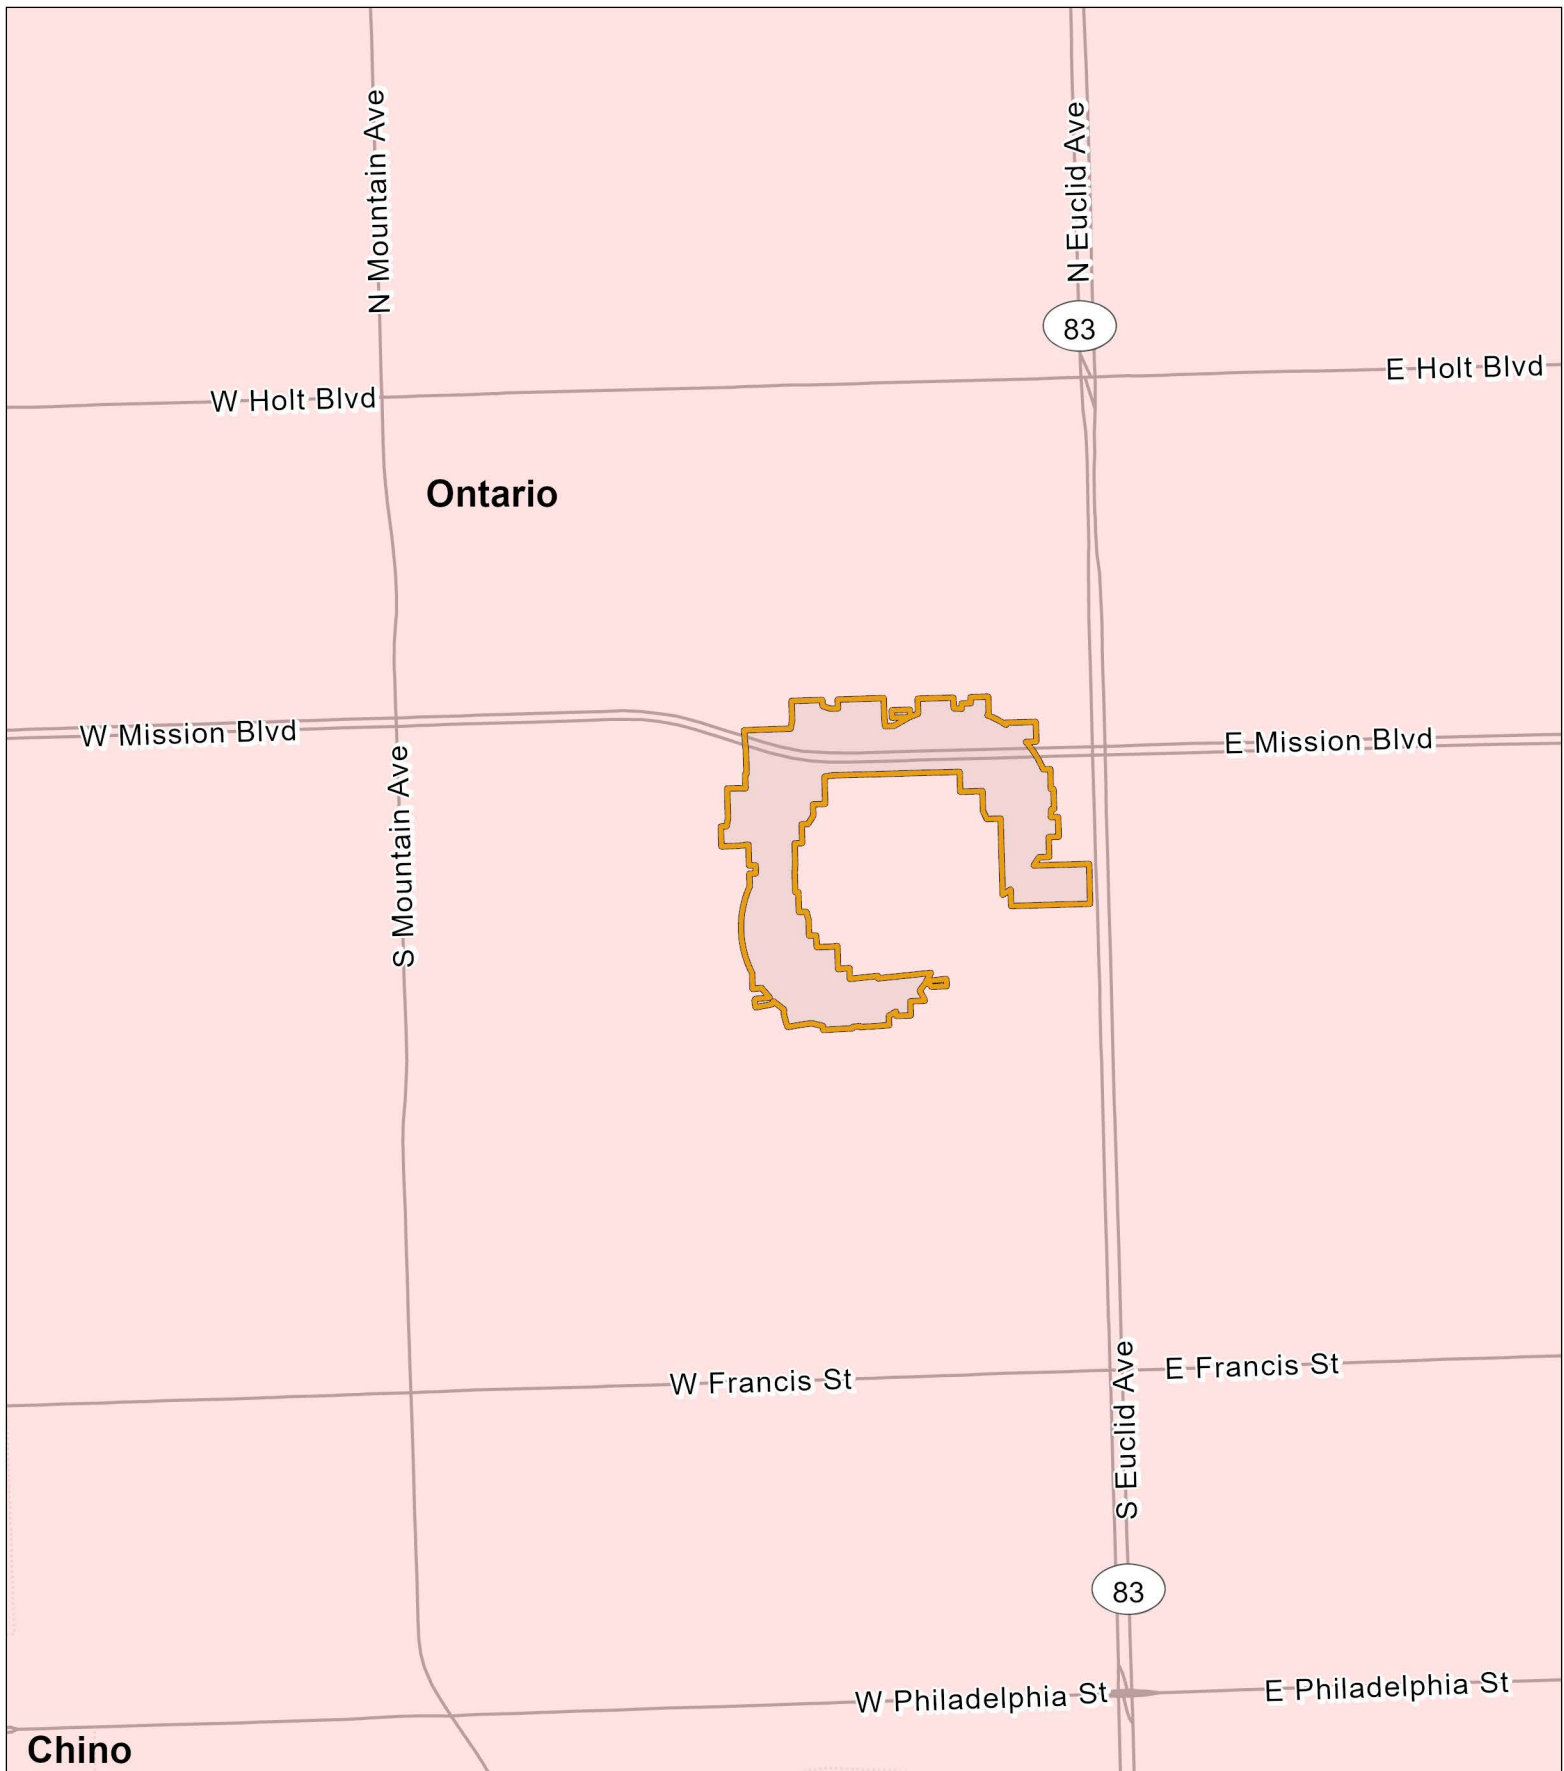 N Mountain Ave
N Euclid Ave
83
W Holt Blvd
E Holt Blvd
Ontario
W Mission Blvd
E Mission Blvd
S Mountain Ave
W Francis St
E Francis St
S Euclid Ave
83
W Philadelphia St
E Philadelphia St
Chino